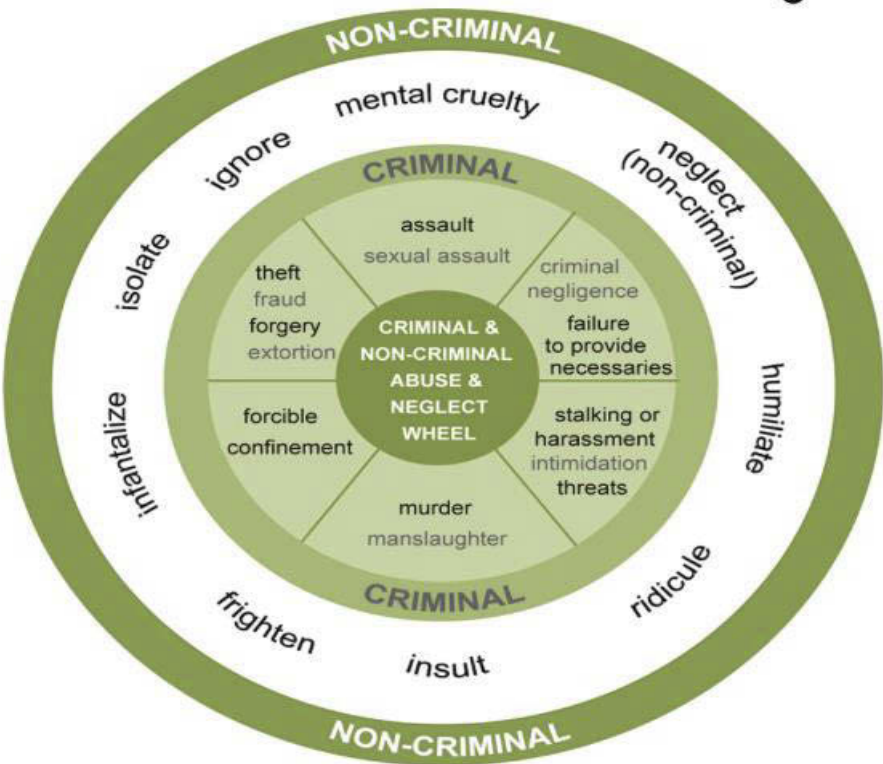 NON-CRIMINAL
mental cruelty
neglect
(non-criminal)
humiliate
ridicule
insult
frighten
infantalize
isolate
ignore
CRIMINAL
assault
sexual assault
criminal
negligence
failure
to provide
necessaries
stalking or
harassment
intimidation
threats
murder
manslaughter
forcible
confinement
theft
fraud
forgery
extortion
CRIMINAL &
NON-CRIMINAL
ABUSE &
NEGLECT
WHEEL
CRIMINAL
NON-CRIMINAL